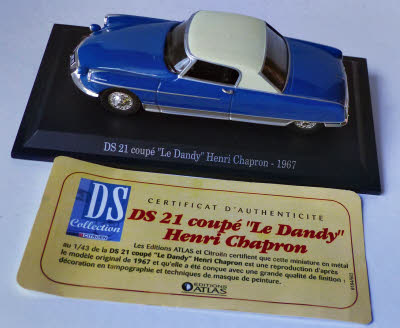 DS 21 coupé "Le Dandy" Henri Chapron - 1967
DS
Collection
CITROËN
CERTIFICAT D'AUTHENTICITE
DS 21 coupé "Le Dandy"
Henri Chapron
Les Editions ATLAS et Citroën certifient que cette miniature en métal
au 1/43 de la DS 21 coupé "Le Dandy" Henri Chapron est une reproduction d'après
le modèle original de 1967 et qu'elle a été conçue avec une grande qualité de finition :
décoration en tampographie et techniques de masque de peinture.
EDITIONS
ATLAS